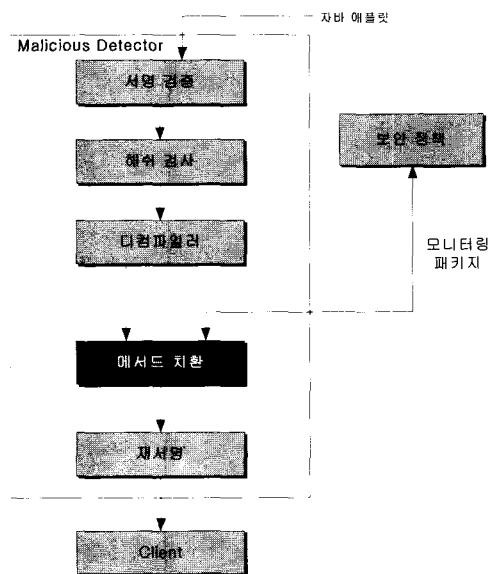 자바 애플릿
Malicious Detector
서명 검증
해쉬 검사
보안 정책
디컴파일러
모니터링
패키지
메서드 치환
재서명
Client